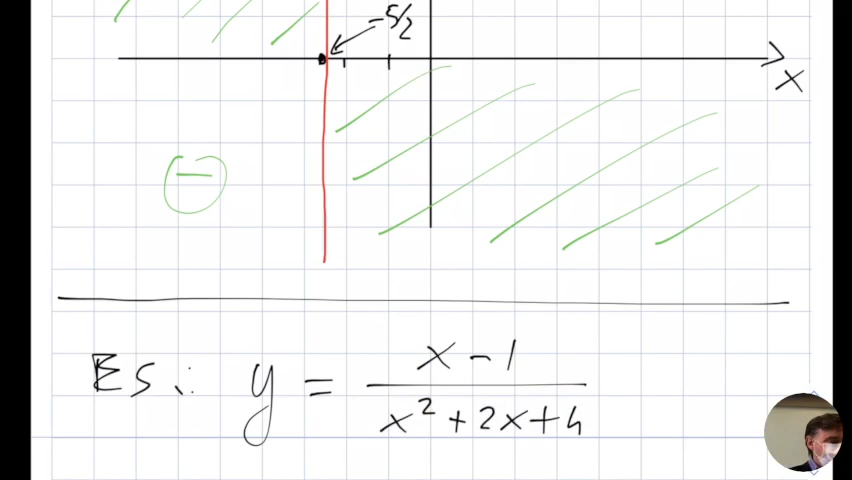 -5/2
x
⊖
Es.: y = (x - 1)/(x² + 2x + 4)